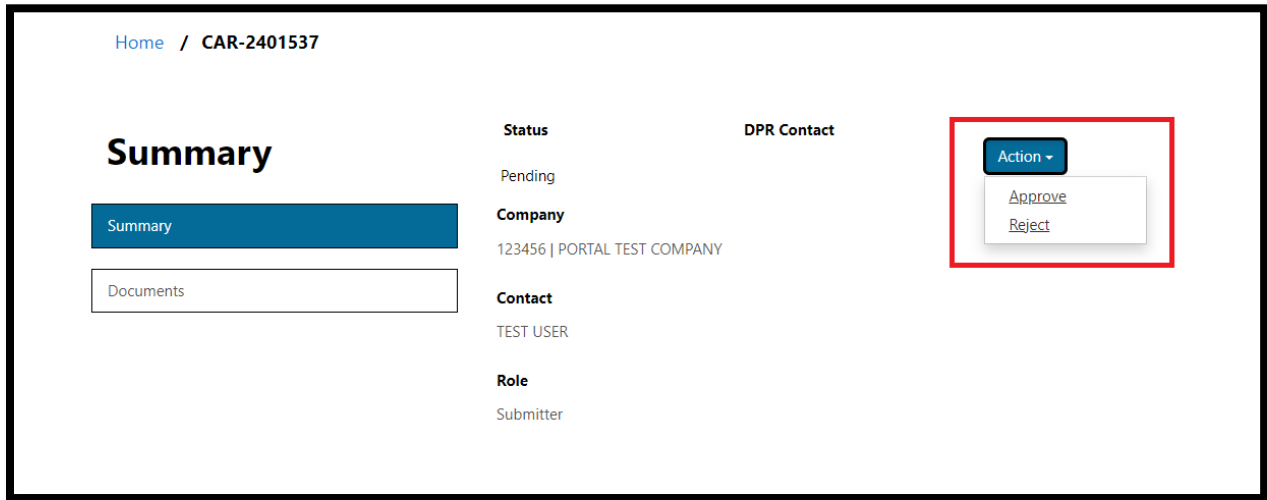 Home / CAR-2401537
Summary
Summary
Documents
Status DPR Contact
Pending
Company
123456 | PORTAL TEST COMPANY
Contact
TEST USER
Role
Submitter
Action
Approve
Reject